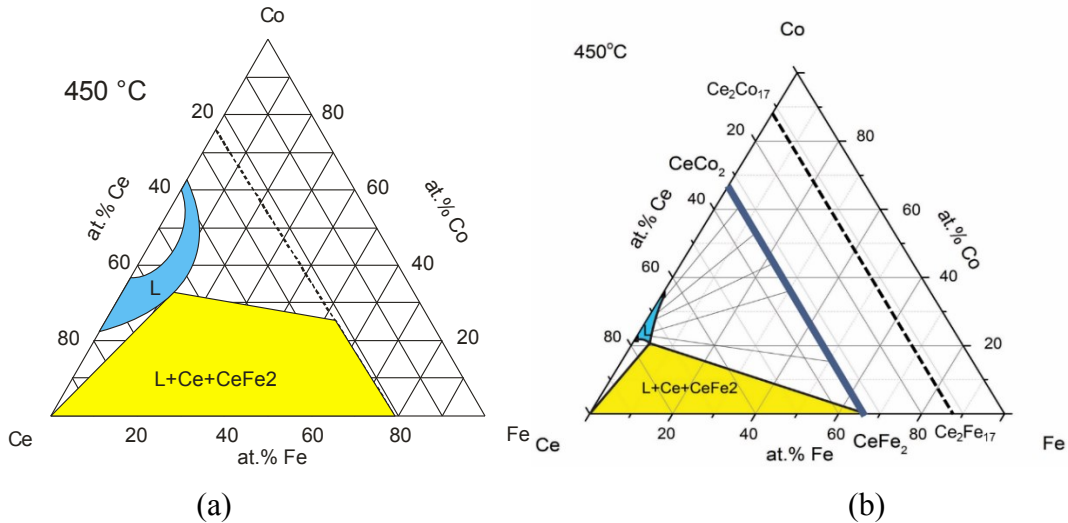 Co
450 °C
20
80
40
at.% Ce
60
at.% Co
60
L
40
80
20
L+Ce+CeFe2
Ce
20
40
60
80
Fe
at.% Fe
(a)
Co
450°C
Ce₂Co₁₇
20
80
CeCo₂
40
at.% Ce
60
at.% Co
60
40
L
80
20
L+Ce+CeFe2
Ce
20
40
60
CeFe₂
80
Ce₂Fe₁₇
Fe
at.% Fe
(b)